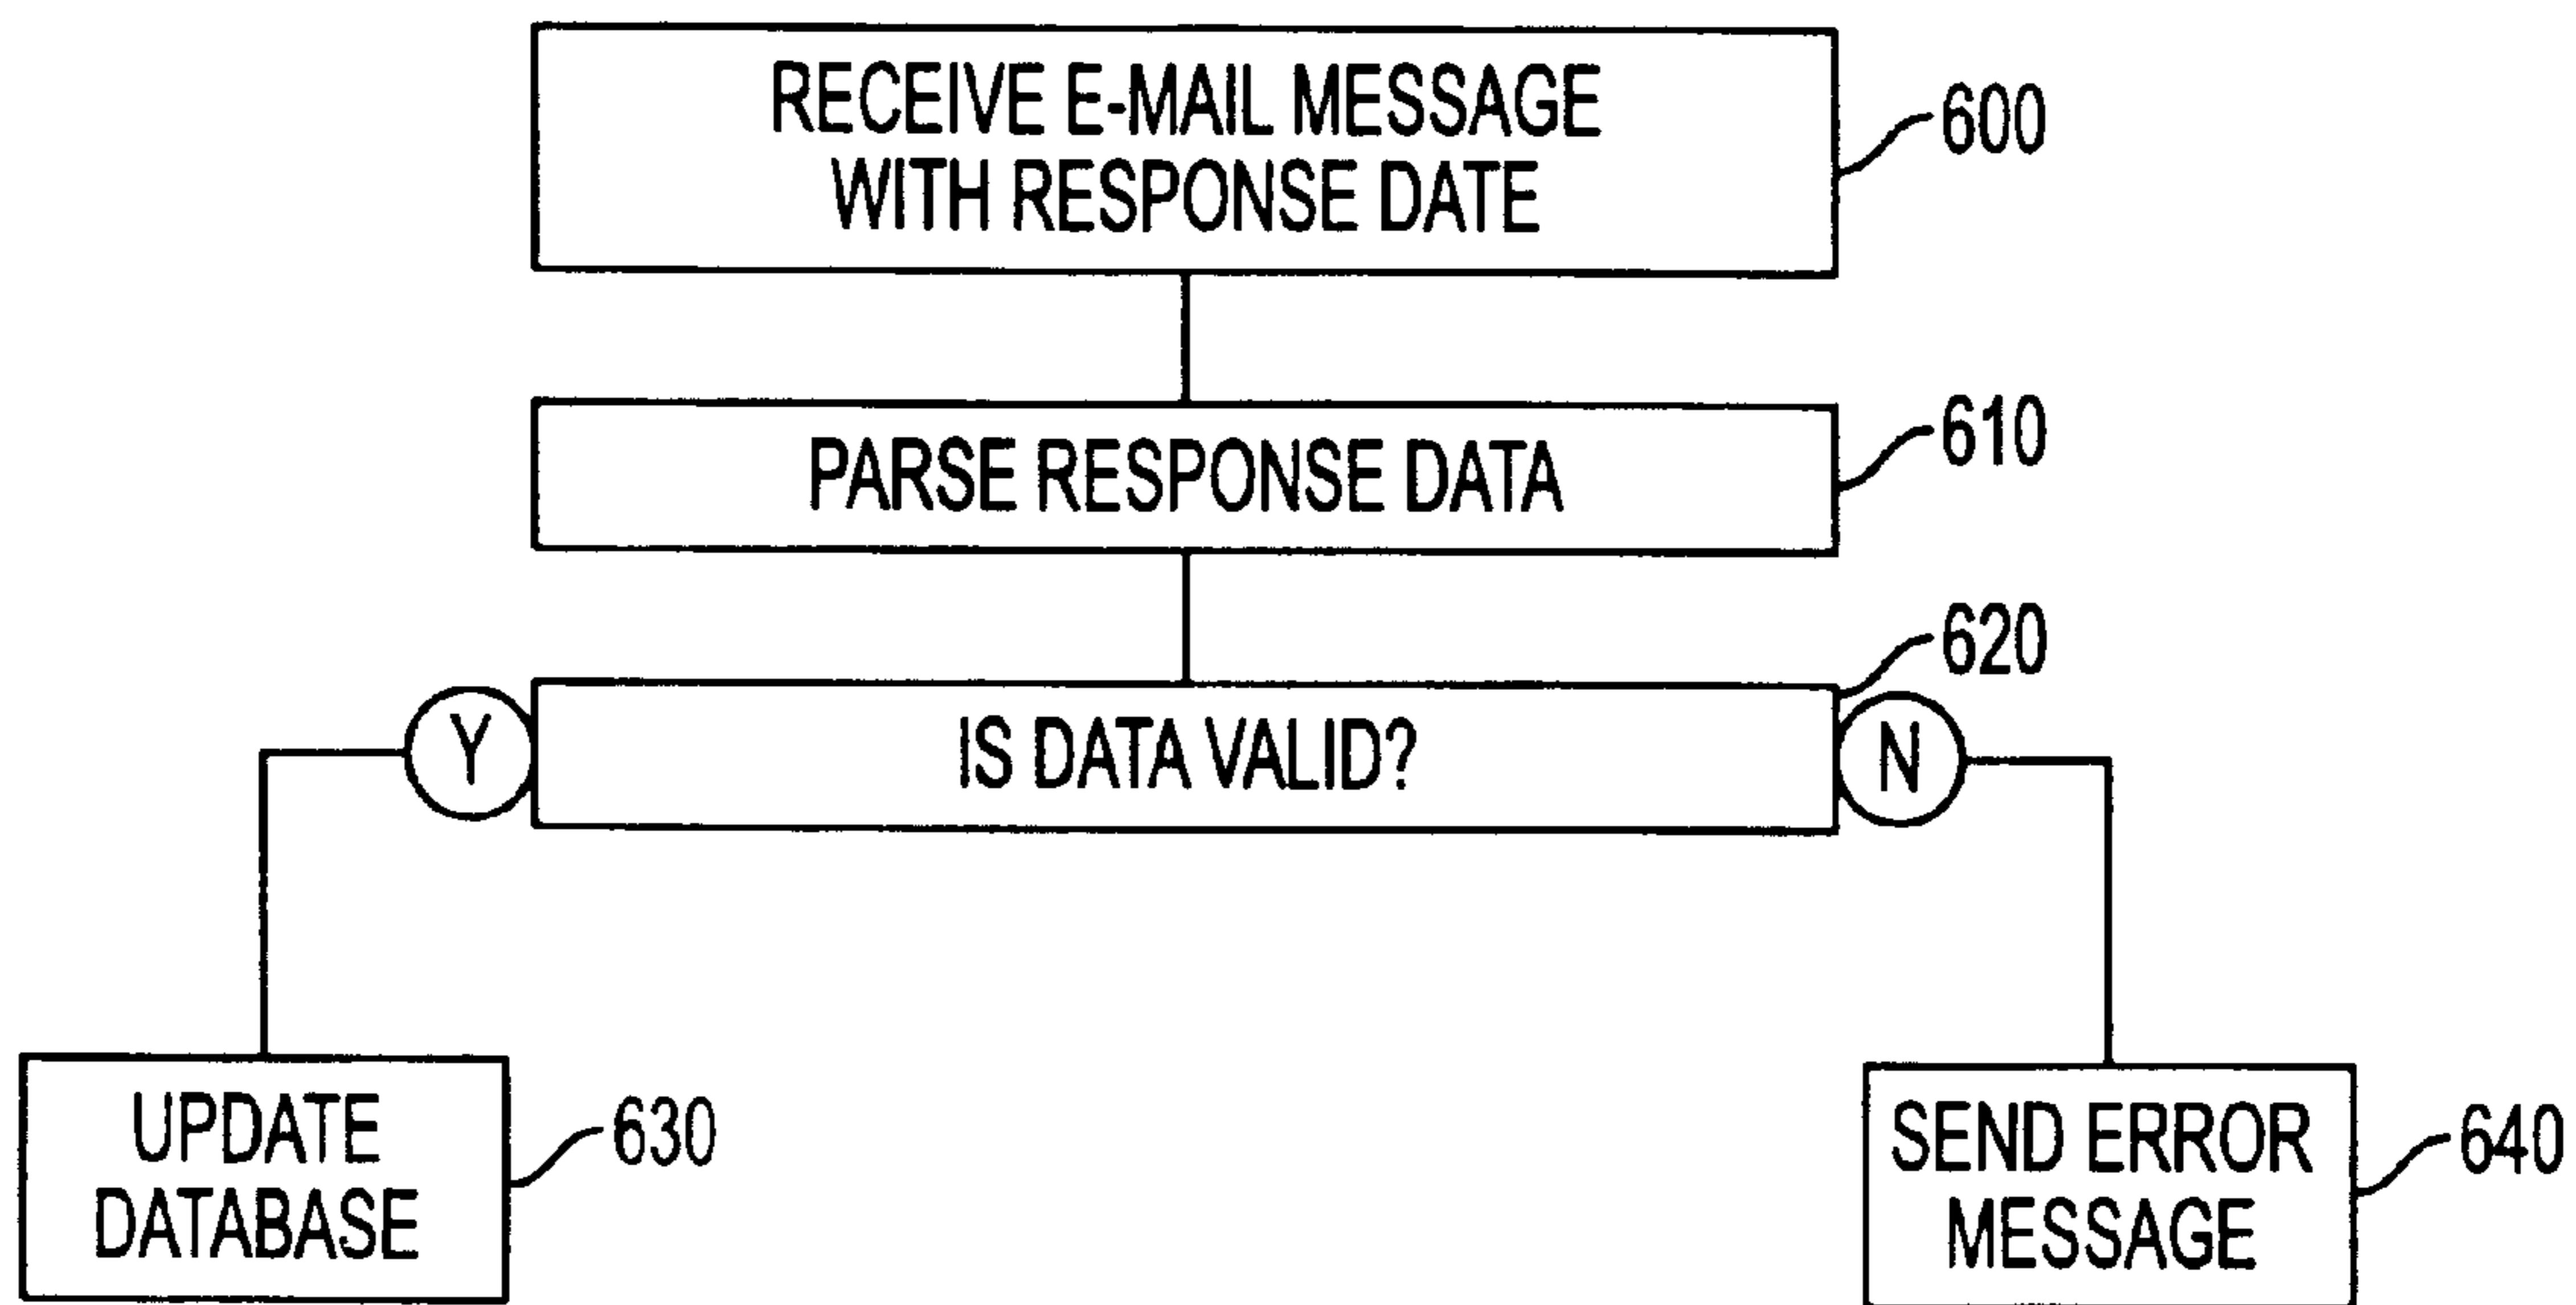 RECEIVE E-MAIL MESSAGE
WITH RESPONSE DATE
600
PARSE RESPONSE DATA
610
620
Y
IS DATA VALID?
N
UPDATE
DATABASE
630
SEND ERROR
MESSAGE
640